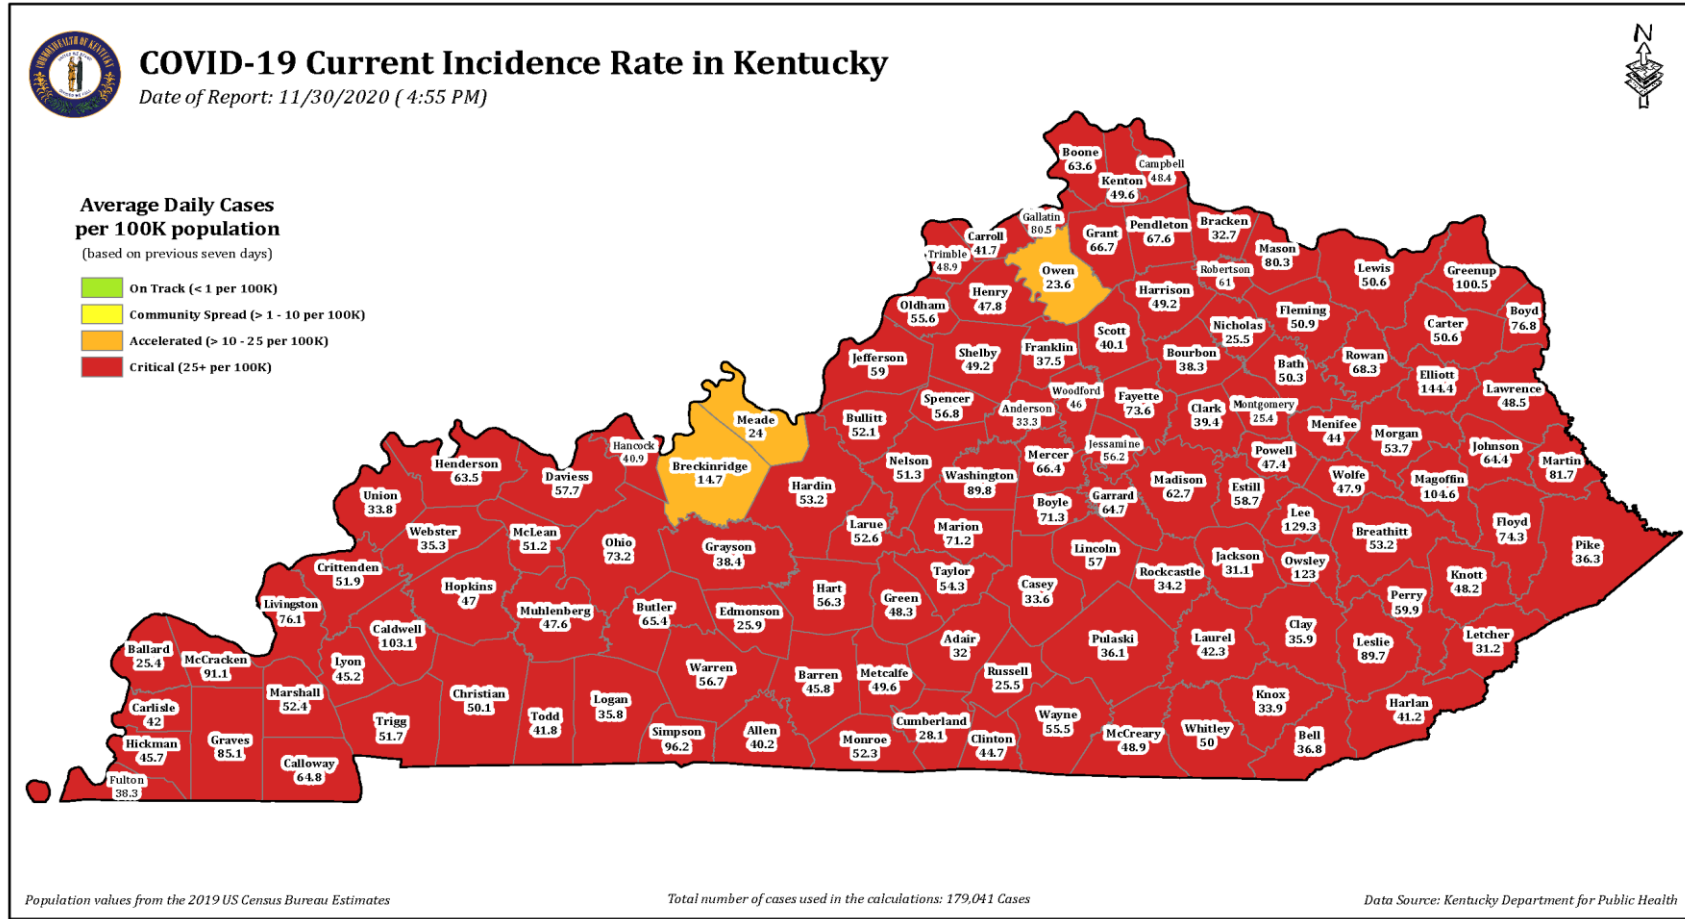 COVID-19 Current Incidence Rate in Kentucky
Date of Report: 11/30/2020 ( 4:55 PM)
N
Average Daily Cases
per 100K population
(based on previous seven days)
On Track (< 1 per 100K)
Community Spread (> 1 - 10 per 100K)
Accelerated (> 10 - 25 per 100K)
Critical (25+ per 100K)
Boone
63.6
Campbell
48.4
Kenton
49.6
Gallatin
80.5
Carroll
41.7
Trimble
48.9
Grant
66.7
Pendleton
67.6
Bracken
32.7
Mason
80.3
Robertson
61
Lewis
50.6
Greenup
100.5
Owen
23.6
Henry
47.8
Oldham
55.6
Harrison
49.2
Nicholas
25.5
Fleming
50.9
Carter
50.6
Boyd
76.8
Jefferson
59
Shelby
49.2
Franklin
37.5
Scott
40.1
Bourbon
38.3
Bath
50.3
Rowan
68.3
Elliott
144.4
Lawrence
48.5
Spencer
56.8
Anderson
33.3
Woodford
46
Fayette
73.6
Clark
39.4
Montgomery
25.4
Menifee
44
Morgan
53.7
Johnson
64.4
Martin
81.7
Meade
24
Bullitt
52.1
Hancock
40.9
Breckinridge
14.7
Henderson
63.5
Daviess
57.7
Union
33.8
Hardin
53.2
Nelson
51.3
Washington
89.8
Mercer
66.4
Jessamine
56.2
Madison
62.7
Estill
58.7
Powell
47.4
Wolfe
47.9
Magoffin
104.6
Floyd
74.3
Pike
36.3
Webster
35.3
McLean
51.2
Ohio
73.2
Grayson
38.4
Larue
52.6
Marion
71.2
Boyle
71.3
Garrard
64.7
Lincoln
57
Rockcastle
34.2
Jackson
31.1
Lee
129.3
Owsley
123
Breathitt
53.2
Knott
48.2
Crittenden
51.9
Livingston
76.1
Hopkins
47
Muhlenberg
47.6
Butler
65.4
Edmonson
25.9
Hart
56.3
Green
48.3
Taylor
54.3
Casey
33.6
Adair
32
Pulaski
36.1
Laurel
42.3
Clay
35.9
Perry
59.9
Leslie
89.7
Letcher
31.2
Ballard
25.4
McCracken
91.1
Caldwell
103.1
Lyon
45.2
Marshall
52.4
Carlisle
42
Hickman
45.7
Graves
85.1
Calloway
64.8
Fulton
38.3
Trigg
51.7
Christian
50.1
Todd
41.8
Logan
35.8
Warren
56.7
Simpson
96.2
Allen
40.2
Barren
45.8
Metcalfe
49.6
Monroe
52.3
Cumberland
28.1
Clinton
44.7
Russell
25.5
Wayne
55.5
McCreary
48.9
Whitley
50
Knox
33.9
Bell
36.8
Harlan
41.2
Population values from the 2019 US Census Bureau Estimates
Total number of cases used in the calculations: 179,041 Cases
Data Source: Kentucky Department for Public Health